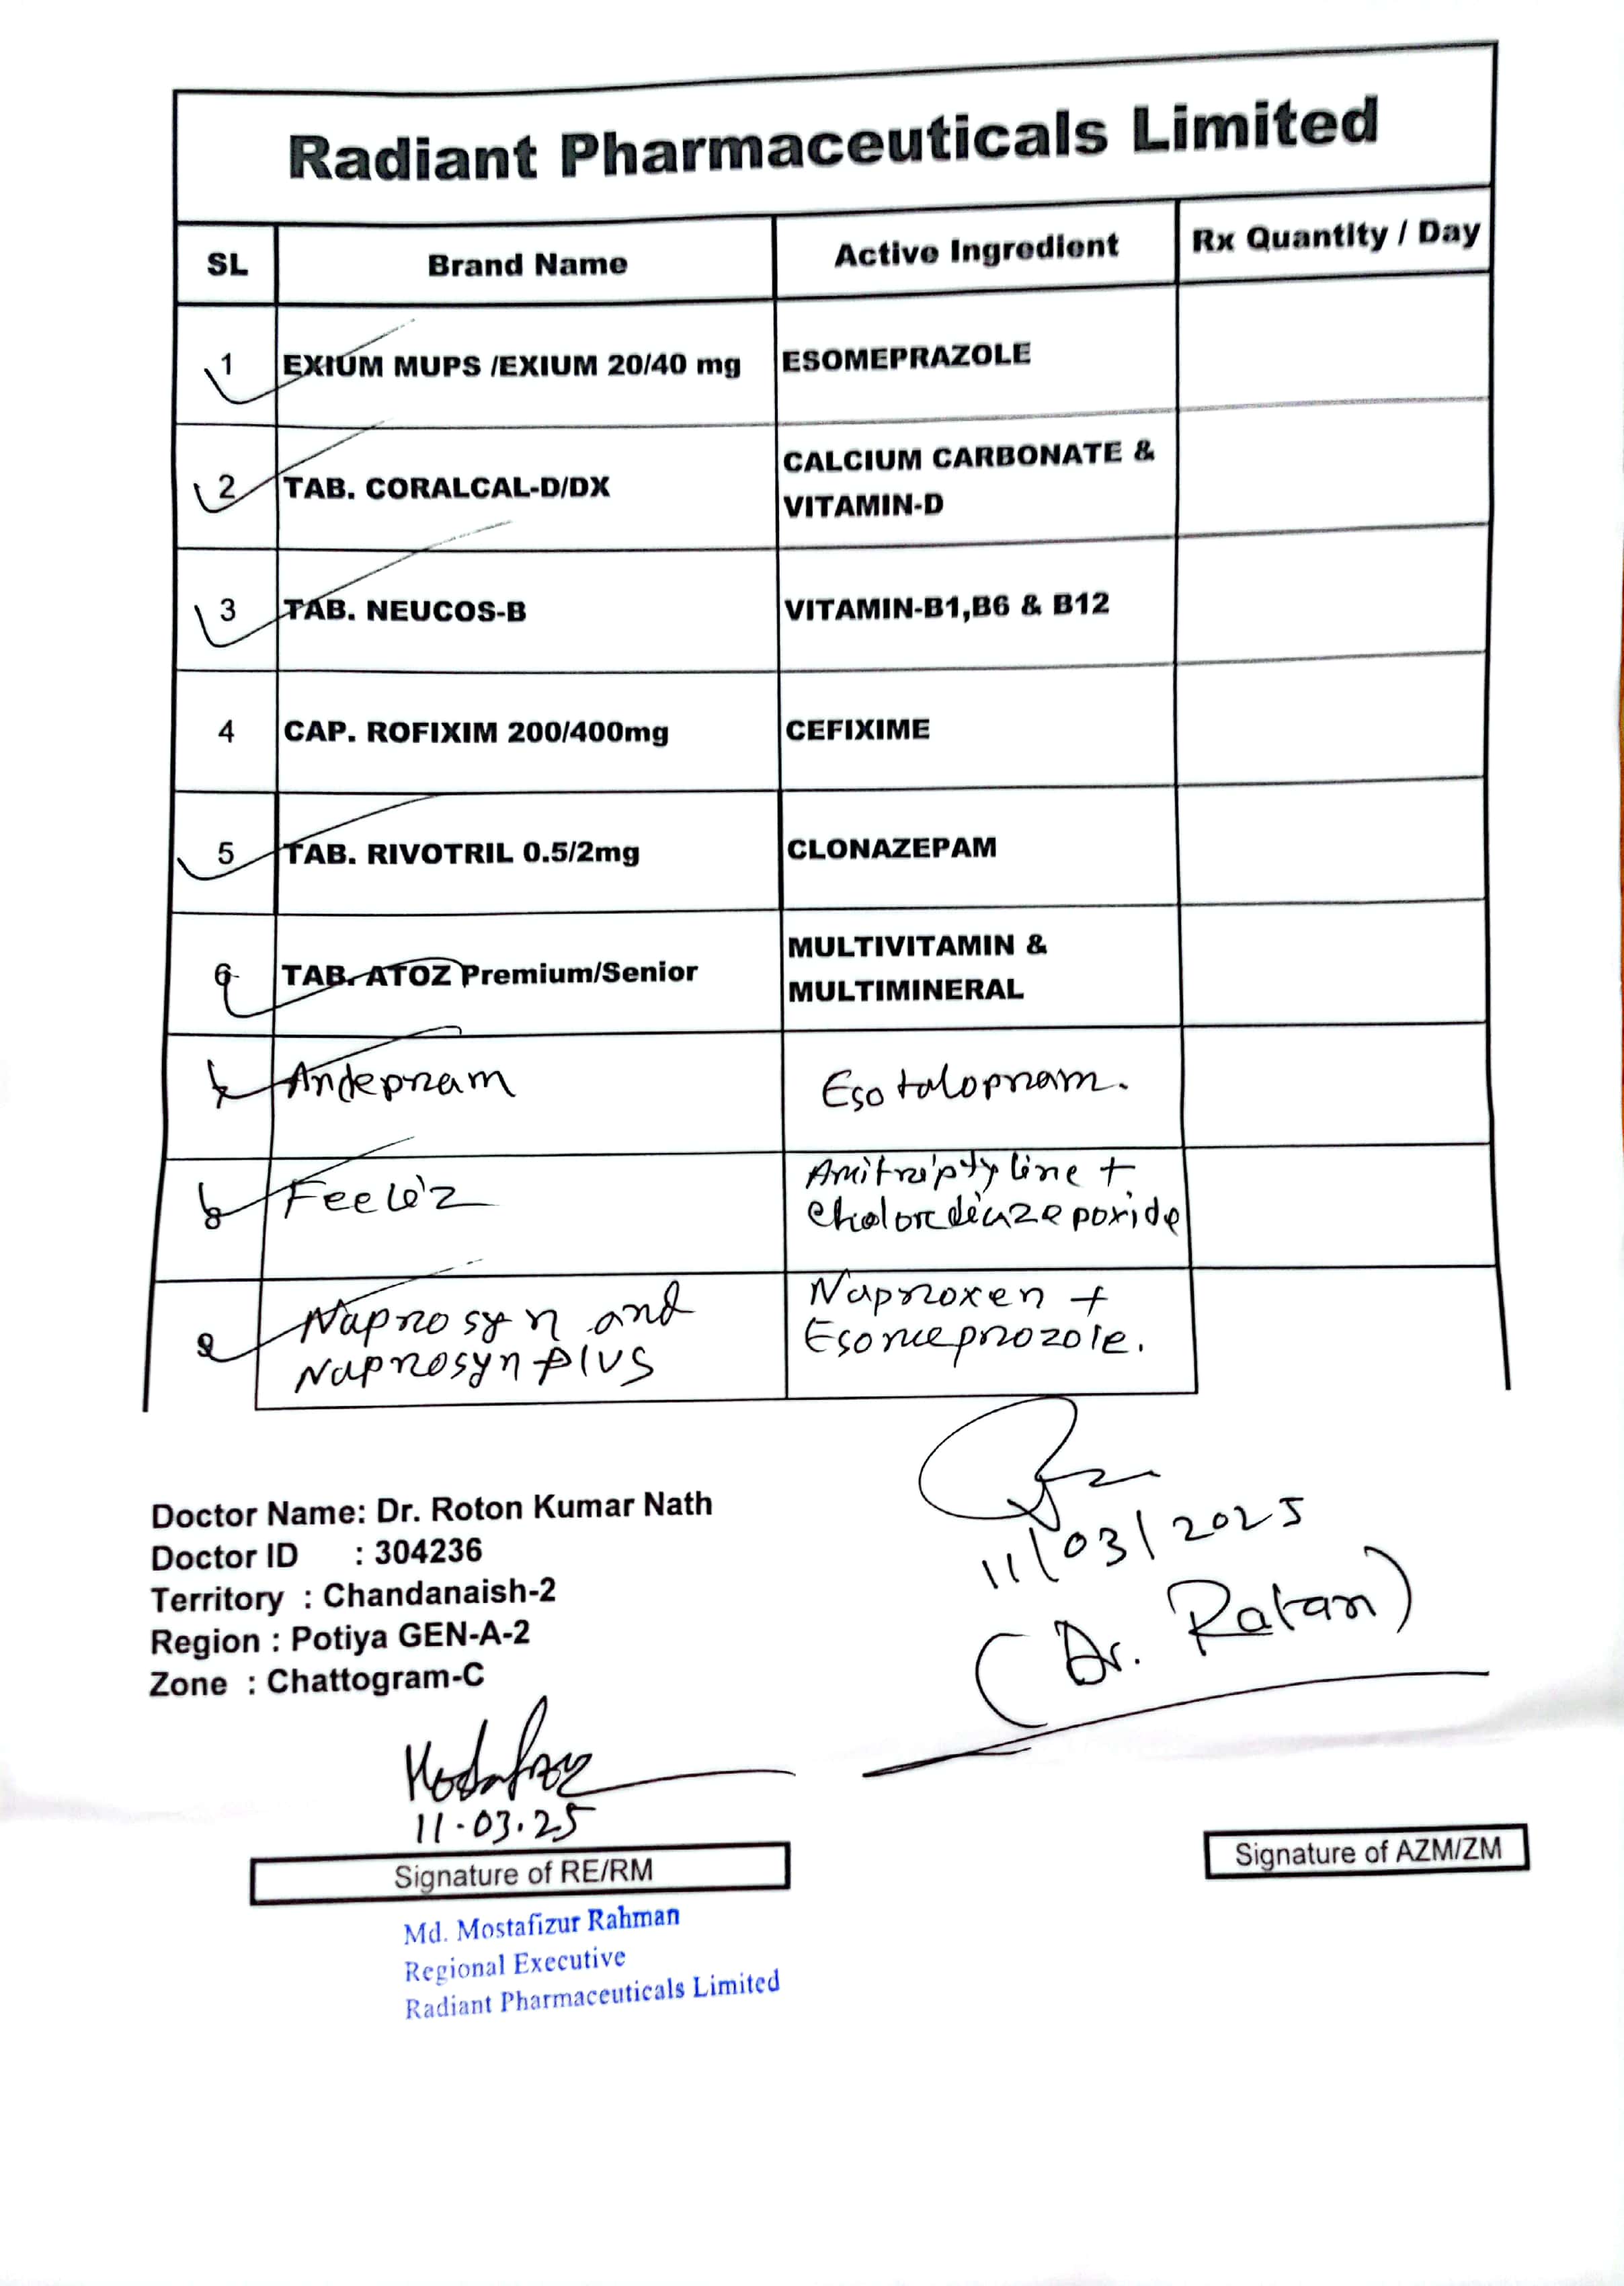 Radiant Pharmaceuticals Limited
SL Brand Name Active Ingredient Rx Quantity / Day
1 EXIUM MUPS /EXIUM 20/40 mg ESOMEPRAZOLE
2 TAB. CORALCAL-D/DX CALCIUM CARBONATE &
VITAMIN-D
3 TAB. NEUCOS-B VITAMIN-B1,B6 & B12
4 CAP. ROFIXIM 200/400mg CEFIXIME
5 TAB. RIVOTRIL 0.5/2mg CLONAZEPAM
6 TAB. ATOZ Premium/Senior MULTIVITAMIN &
MULTIMINERAL
7 Andepram Esotalopram.
8 Amitriptyline +
9 Naprosyn and Naproxen +
Naprosyn plus Esomeprozole.
11/03/2025
(Dr. Ratan)
Doctor Name: Dr. Roton Kumar Nath
Doctor ID : 304236
Territory : Chandanaish-2
Region : Potiya GEN-A-2
Zone : Chattogram-C
11.03.25
Signature of RE/RM
Signature of AZM/ZM
Md. Mostafizur Rahman
Regional Executive
Radiant Pharmaceuticals Limited